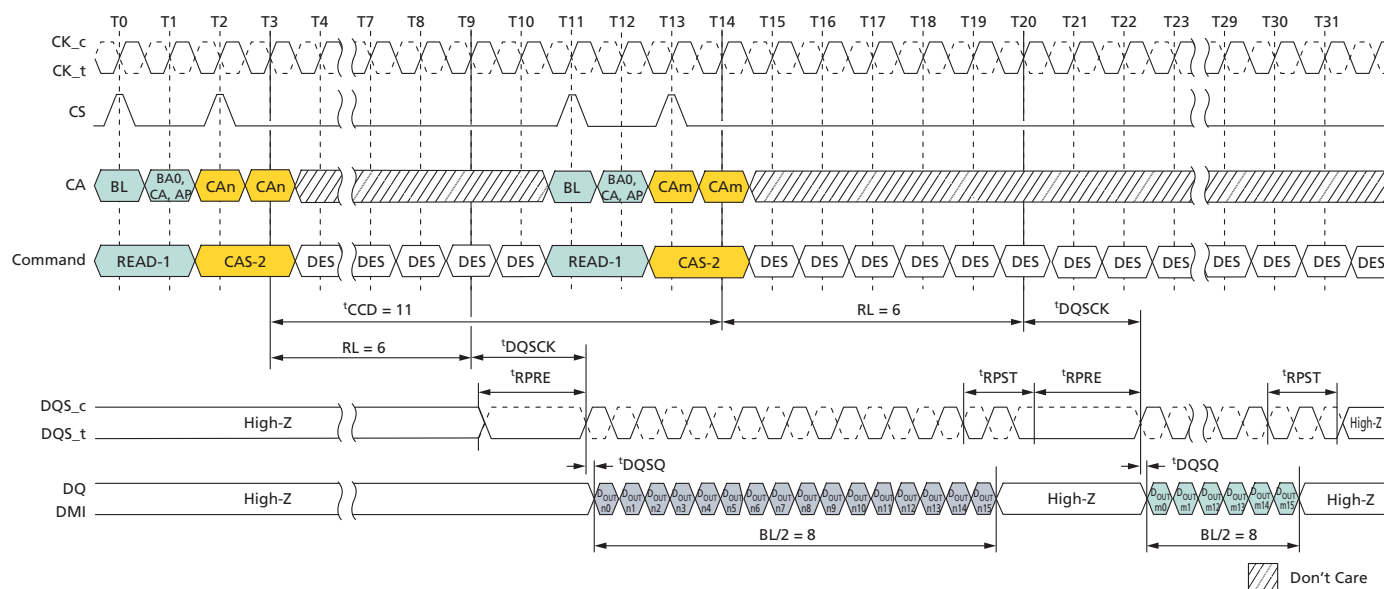 T0 T1 T2 T3 T4 T7 T8 T9 T10 T11 T12 T13 T14 T15 T16 T17 T18 T19 T20 T21 T22 T23 T29 T30 T31
CK_c
CK_t
CS
CA BL BA0, CA, AP CAn CAn BL BA0, CA, AP CAm CAm
Command READ-1 CAS-2 DES DES DES DES DES READ-1 CAS-2 DES DES DES DES DES DES DES DES DES DES DES DES DES
tCCD = 11 RL = 6 tDQSCK
RL = 6 tDQSCK
tRPRE tRPST tRPRE tRPST
DQS_c
DQS_t
High-Z High-Z
tDQSQ tDQSQ
DQ
DMI
High-Z DOUT n0 DOUT n1 DOUT n2 DOUT n3 DOUT n4 DOUT n5 DOUT n6 DOUT n7 DOUT n8 DOUT n9 DOUT n10 DOUT n11 DOUT n12 DOUT n13 DOUT n14 DOUT n15 High-Z DOUT m0 DOUT m1 DOUT m12 DOUT m13 DOUT m14 DOUT m15 High-Z
BL/2 = 8 BL/2 = 8
Don't Care